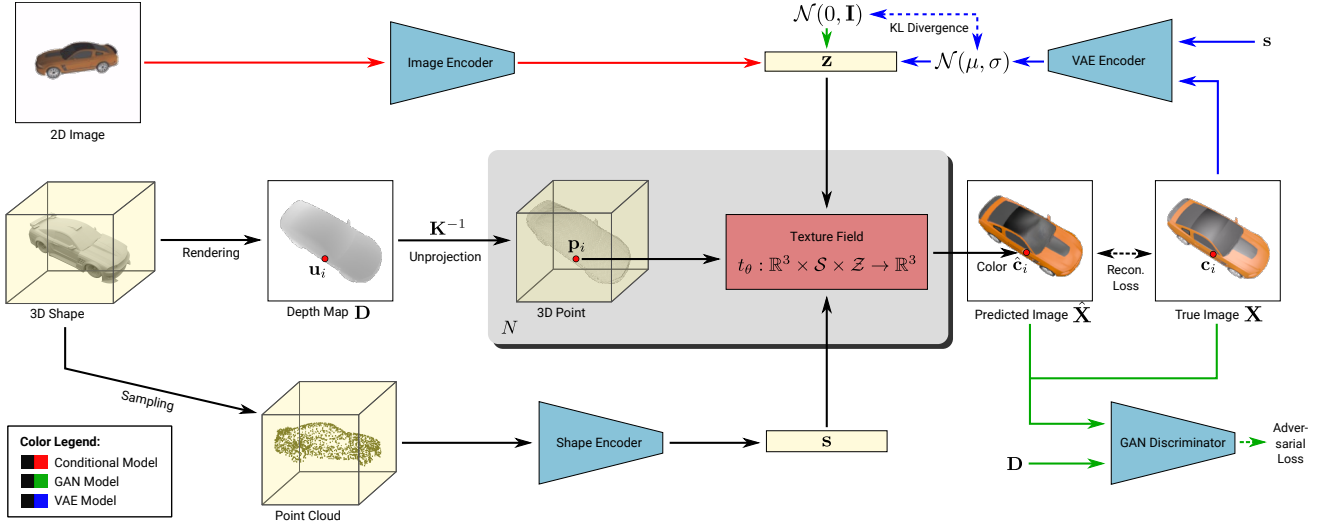 𝒩(0, I)
KL Divergence
Image Encoder
z
𝒩(μ, σ)
VAE Encoder
s
2D Image
Rendering
u_i
K⁻¹
Unprojection
p_i
Texture Field
t_θ : ℝ³ × 𝒮 × 𝒵 → ℝ³
Color ĉ_i
Recon.
Loss
c_i
3D Shape
Depth Map D
3D Point
N
Predicted Image X̂
True Image X
Sampling
Shape Encoder
s
GAN Discriminator
D
Adver-
sarial
Loss
Point Cloud
Color Legend:
Conditional Model
GAN Model
VAE Model